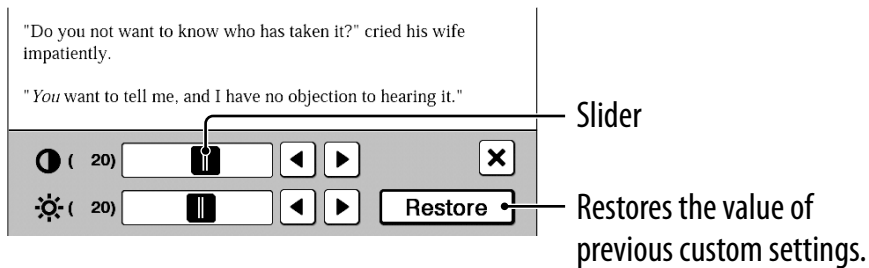 "Do you not want to know who has taken it?" cried his wife
impatiently.
"You want to tell me, and I have no objection to hearing it."
Slider
( 20)
( 20)
Restore
Restores the value of
previous custom settings.